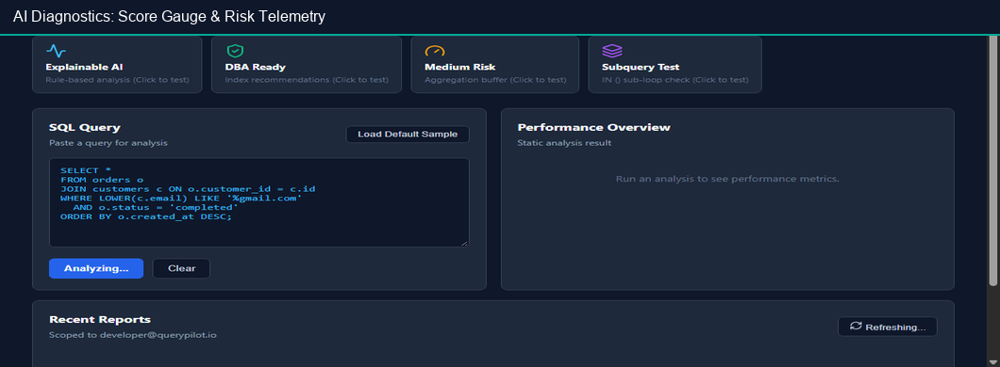 AI Diagnostics: Score Gauge & Risk Telemetry
Explainable AI
Rule-based analysis (Click to test)
DBA Ready
Index recommendations (Click to test)
Medium Risk
Aggregation buffer (Click to test)
Subquery Test
IN () sub-loop check (Click to test)
SQL Query
Paste a query for analysis
Load Default Sample
SELECT *
FROM orders o
JOIN customers c ON o.customer_id = c.id
WHERE LOWER(c.email) LIKE '%gmail.com'
  AND o.status = 'completed'
ORDER BY o.created_at DESC;
Analyzing...
Clear
Performance Overview
Static analysis result
Run an analysis to see performance metrics.
Recent Reports
Scoped to developer@querypilot.io
Refreshing...